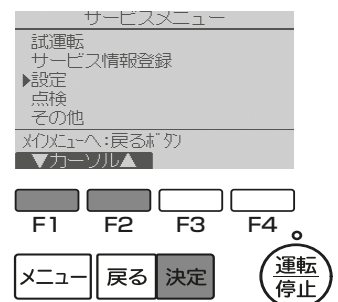 サービスメニュー
試運転
サービス情報登録
▶設定
点検
その他
ﾒｲﾝﾒﾆｭｰへ:戻るﾎﾞﾀﾝ
▼カーソル▲
F1 F2 F3 F4
メニュー 戻る 決定 運転
停止